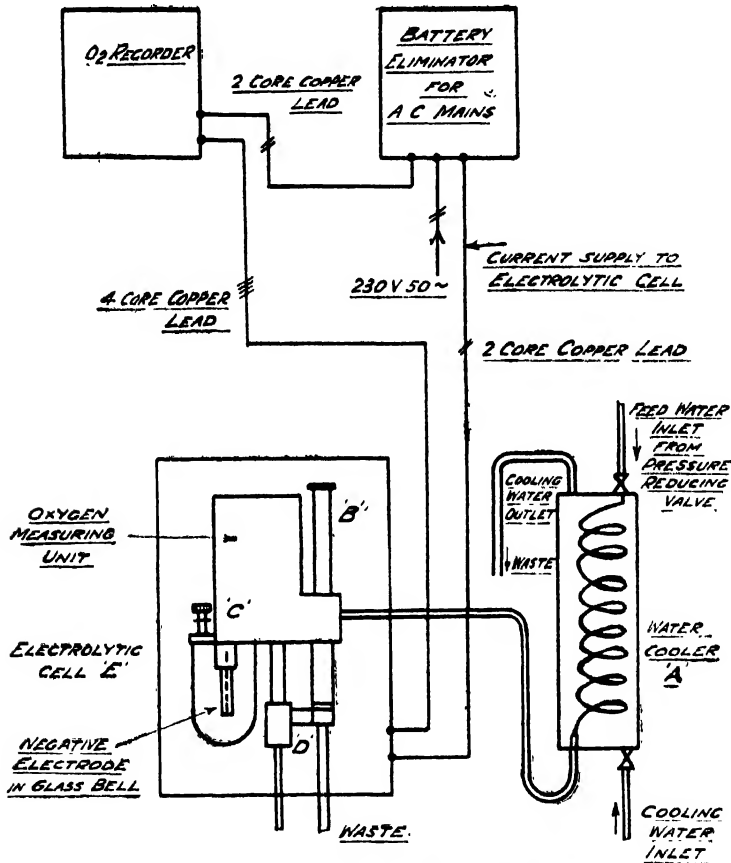 O2 RECORDER
BATTERY
ELIMINATOR
FOR
A C MAINS
2 CORE COPPER
LEAD
CURRENT SUPPLY TO
ELECTROLYTIC CELL
230 V 50~
4 CORE COPPER
LEAD
2 CORE COPPER LEAD
FEED WATER
INLET
FROM
PRESSURE
REDUCING
VALVE
COOLING
WATER
OUTLET
WASTE
'B'
OXYGEN
MEASURING
UNIT
'C'
ELECTROLYTIC
CELL 'E'
WATER
COOLER
'A'
'D'
NEGATIVE
ELECTRODE
IN GLASS BELL
WASTE.
COOLING
WATER
INLET